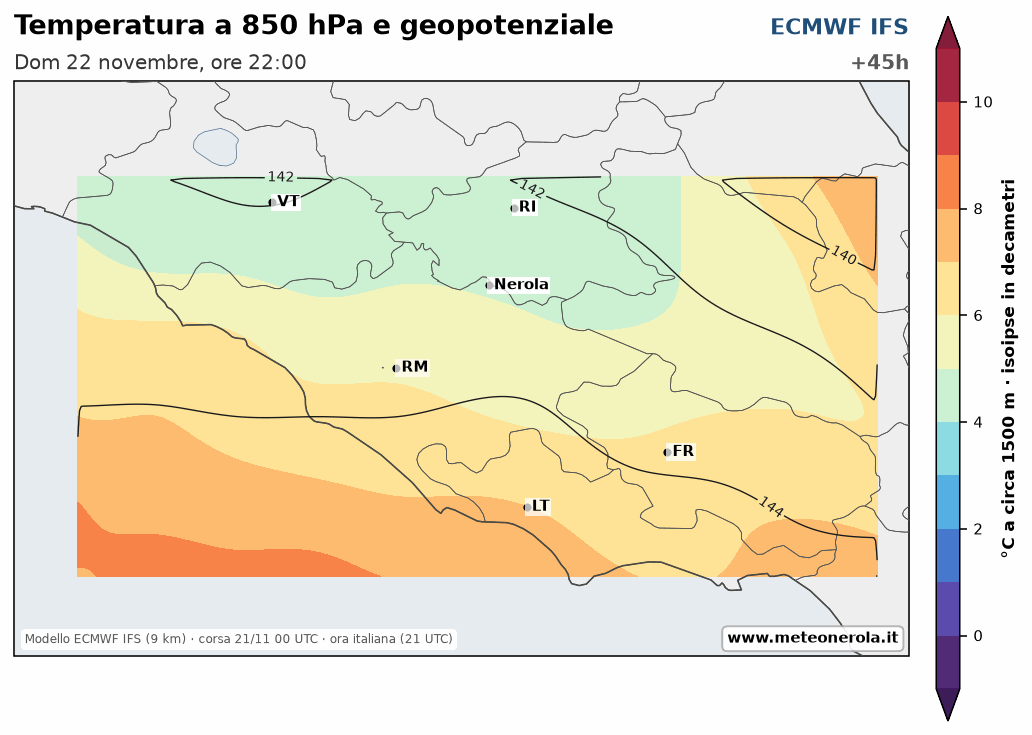 Temperatura a 850 hPa e geopotenziale
ECMWF IFS
Dom 22 novembre, ore 22:00
+45h
142
VT
142
RI
140
Nerola
RM
FR
LT
144
10
8
6
4
2
0
°C a circa 1500 m · isoipse in decametri
Modello ECMWF IFS (9 km) · corsa 21/11 00 UTC · ora italiana (21 UTC)
www.meteonerola.it